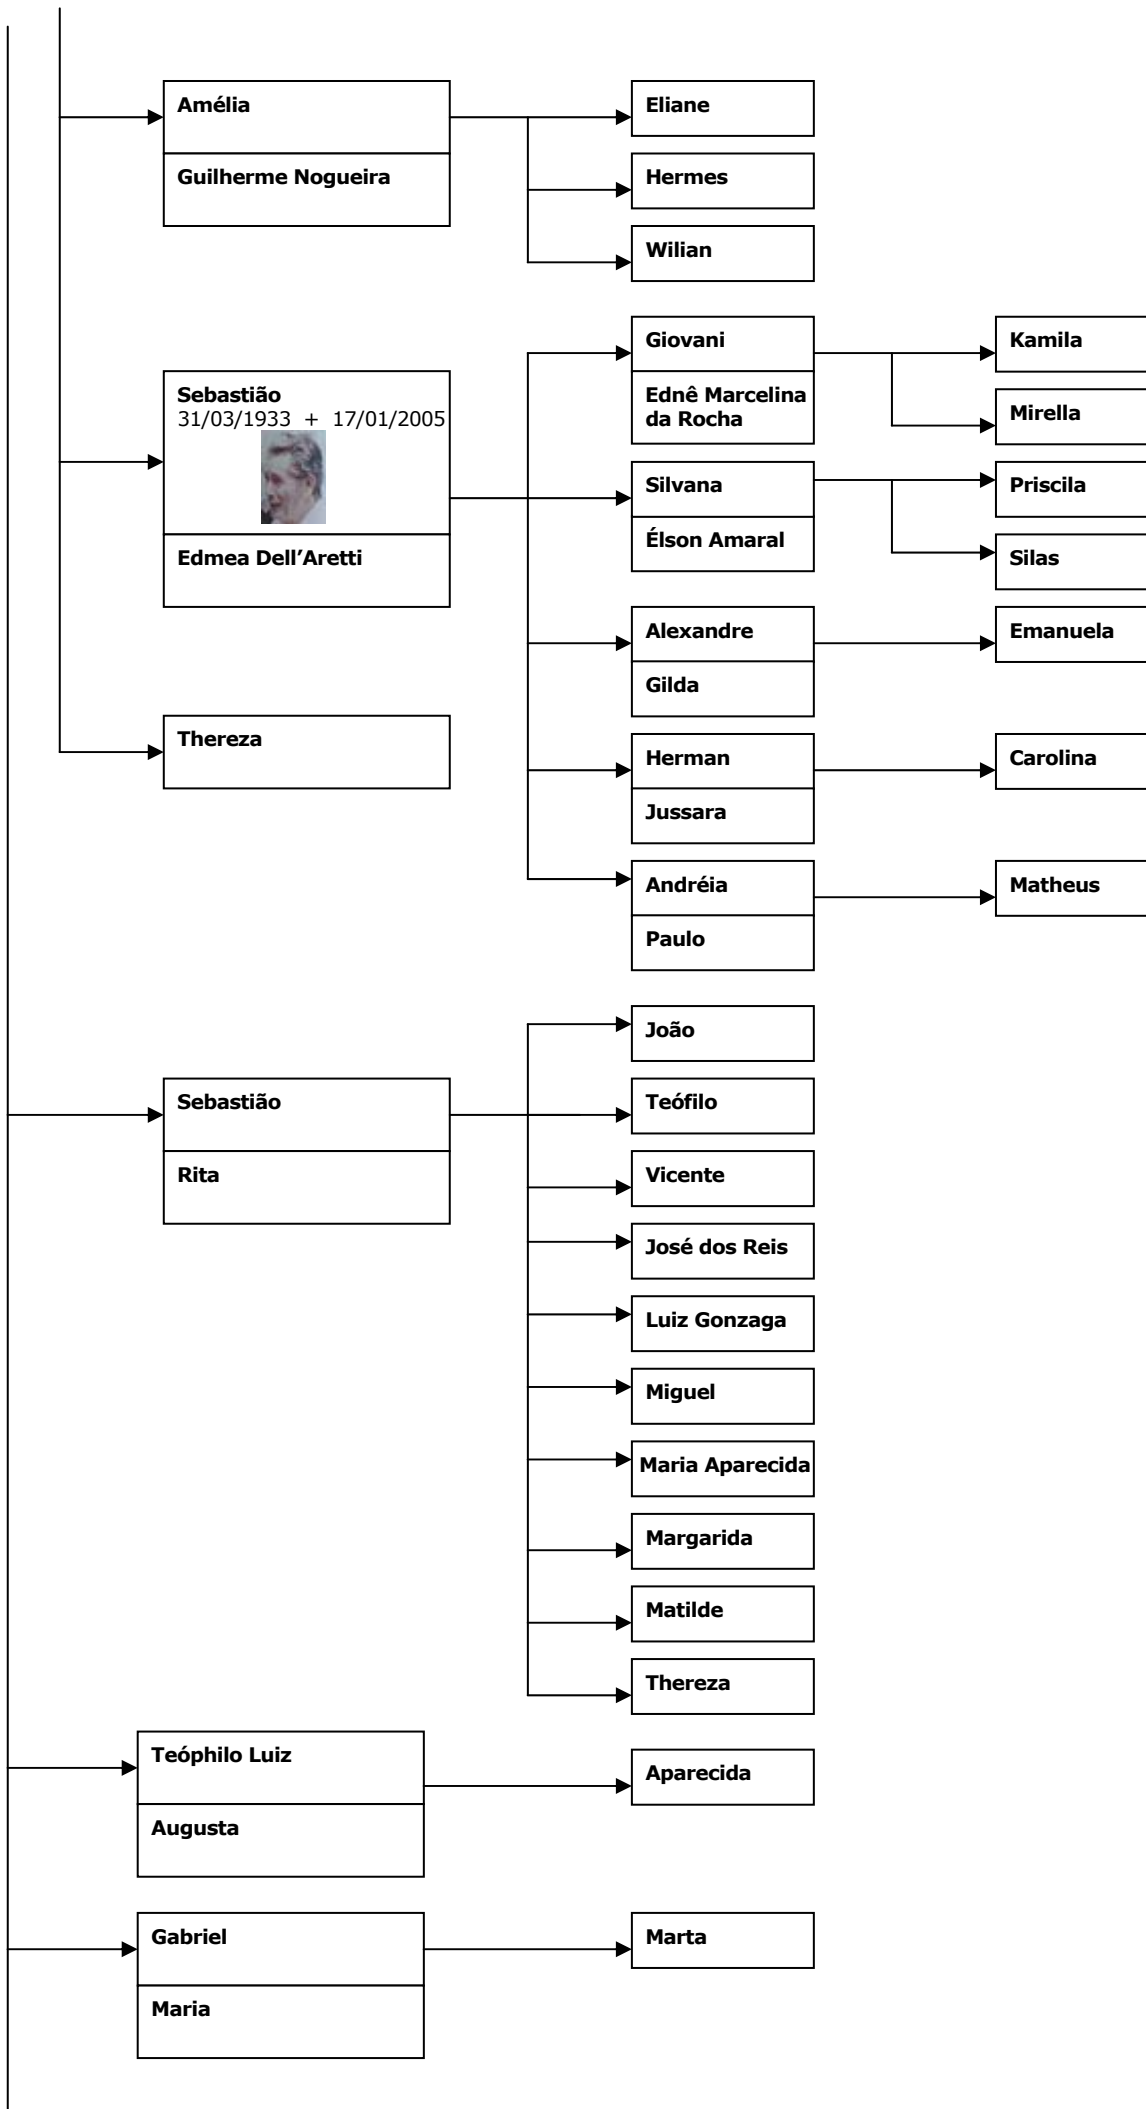 Amélia
Guilherme Nogueira
Eliane
Hermes
Wilian
Sebastião
31/03/1933 + 17/01/2005
Edmea Dell’Aretti
Giovani
Ednê Marcelina
da Rocha
Kamila
Mirella
Silvana
Élson Amaral
Priscila
Silas
Alexandre
Gilda
Emanuela
Herman
Jussara
Carolina
Andréia
Paulo
Matheus
Thereza
Sebastião
Rita
João
Teófilo
Vicente
José dos Reis
Luiz Gonzaga
Miguel
Maria Aparecida
Margarida
Matilde
Thereza
Teóphilo Luiz
Augusta
Aparecida
Gabriel
Maria
Marta